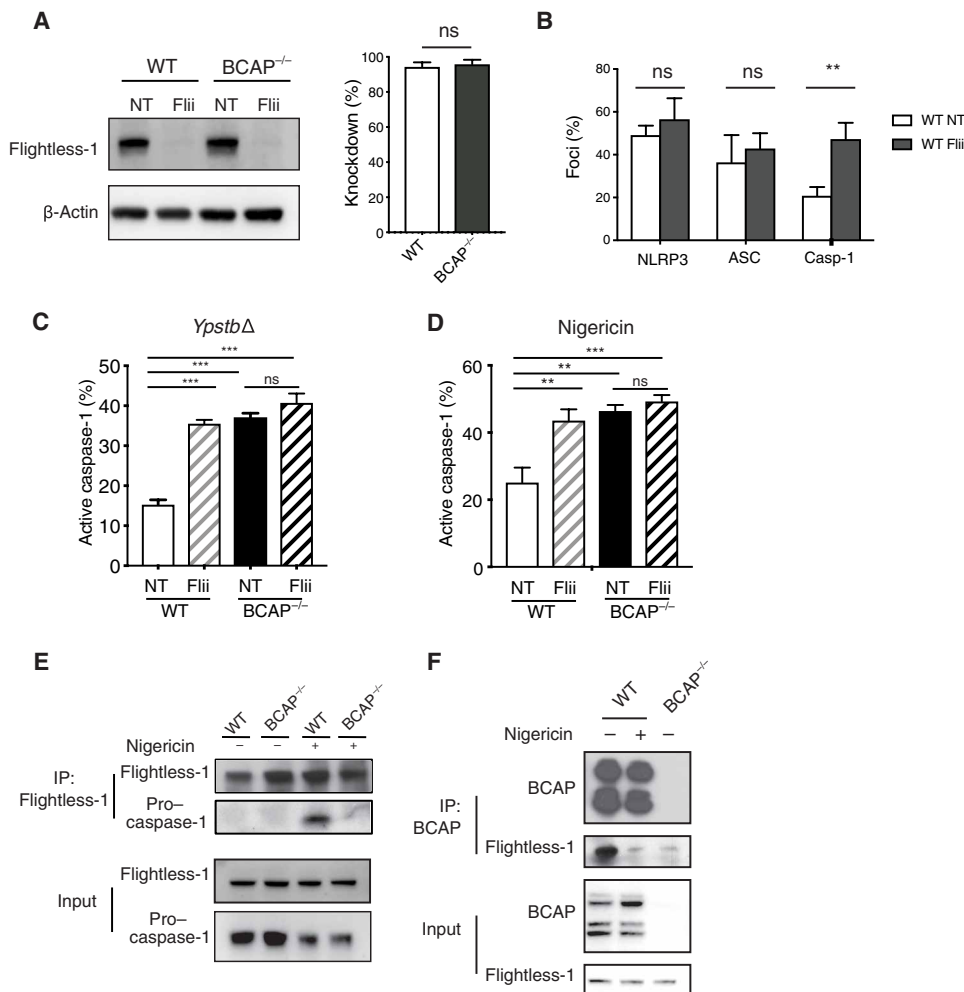 A
WT BCAP−/−
NT Flii NT Flii
Flightless-1
β-Actin
ns
Knockdown (%)
100
80
60
40
20
0
WT
BCAP−/−
B
ns ns **
Foci (%)
80
60
40
20
0
NLRP3 ASC Casp-1
WT NT
WT Flii
C
YpstbΔ
***
***
***
ns
Active caspase-1 (%)
50
40
30
20
10
0
NT Flii NT Flii
WT BCAP−/−
D
Nigericin
***
**
**
ns
Active caspase-1 (%)
60
40
20
0
NT Flii NT Flii
WT BCAP−/−
E
WT BCAP−/− WT BCAP−/−
Nigericin − − + +
IP:
Flightless-1
Flightless-1
Pro–
caspase-1
Input
Flightless-1
Pro–
caspase-1
F
WT BCAP−/−
Nigericin − + −
IP:
BCAP
BCAP
Flightless-1
Input
BCAP
Flightless-1